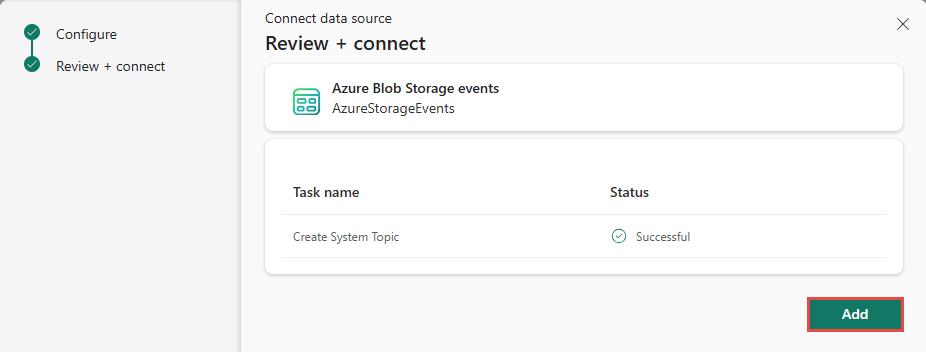 Configure
Review + connect
Connect data source
Review + connect
Azure Blob Storage events
AzureStorageEvents
Task name Status
Create System Topic Successful
Add